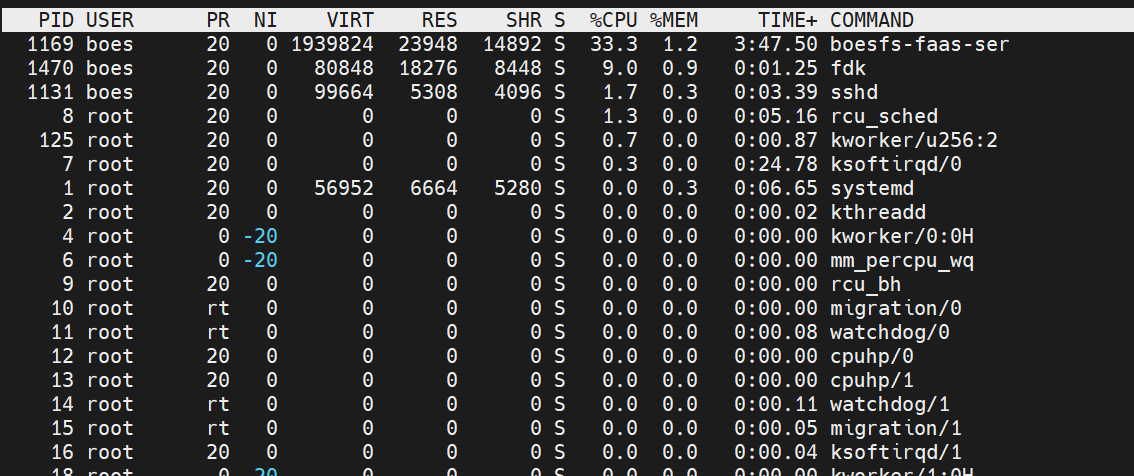 PID USER PR NI VIRT RES SHR S %CPU %MEM TIME+ COMMAND
1169 boes 20 0 1939824 23948 14892 S 33.3 1.2 3:47.50 boesfs-faas-ser
1470 boes 20 0 80848 18276 8448 S 9.0 0.9 0:01.25 fdk
1131 boes 20 0 99664 5308 4096 S 1.7 0.3 0:03.39 sshd
8 root 20 0 0 0 0 S 1.3 0.0 0:05.16 rcu_sched
125 root 20 0 0 0 0 S 0.7 0.0 0:00.87 kworker/u256:2
7 root 20 0 0 0 0 S 0.3 0.0 0:24.78 ksoftirqd/0
1 root 20 0 56952 6664 5280 S 0.0 0.3 0:06.65 systemd
2 root 20 0 0 0 0 S 0.0 0.0 0:00.02 kthreadd
4 root 0 -20 0 0 0 S 0.0 0.0 0:00.00 kworker/0:0H
6 root 0 -20 0 0 0 S 0.0 0.0 0:00.00 mm_percpu_wq
9 root 20 0 0 0 0 S 0.0 0.0 0:00.00 rcu_bh
10 root rt 0 0 0 0 S 0.0 0.0 0:00.00 migration/0
11 root rt 0 0 0 0 S 0.0 0.0 0:00.08 watchdog/0
12 root 20 0 0 0 0 S 0.0 0.0 0:00.00 cpuhp/0
13 root 20 0 0 0 0 S 0.0 0.0 0:00.00 cpuhp/1
14 root rt 0 0 0 0 S 0.0 0.0 0:00.11 watchdog/1
15 root rt 0 0 0 0 S 0.0 0.0 0:00.05 migration/1
16 root 20 0 0 0 0 S 0.0 0.0 0:00.04 ksoftirqd/1
18 root 0 -20 0 0 0 S 0.0 0.0 0:00.00 kworker/1:0H